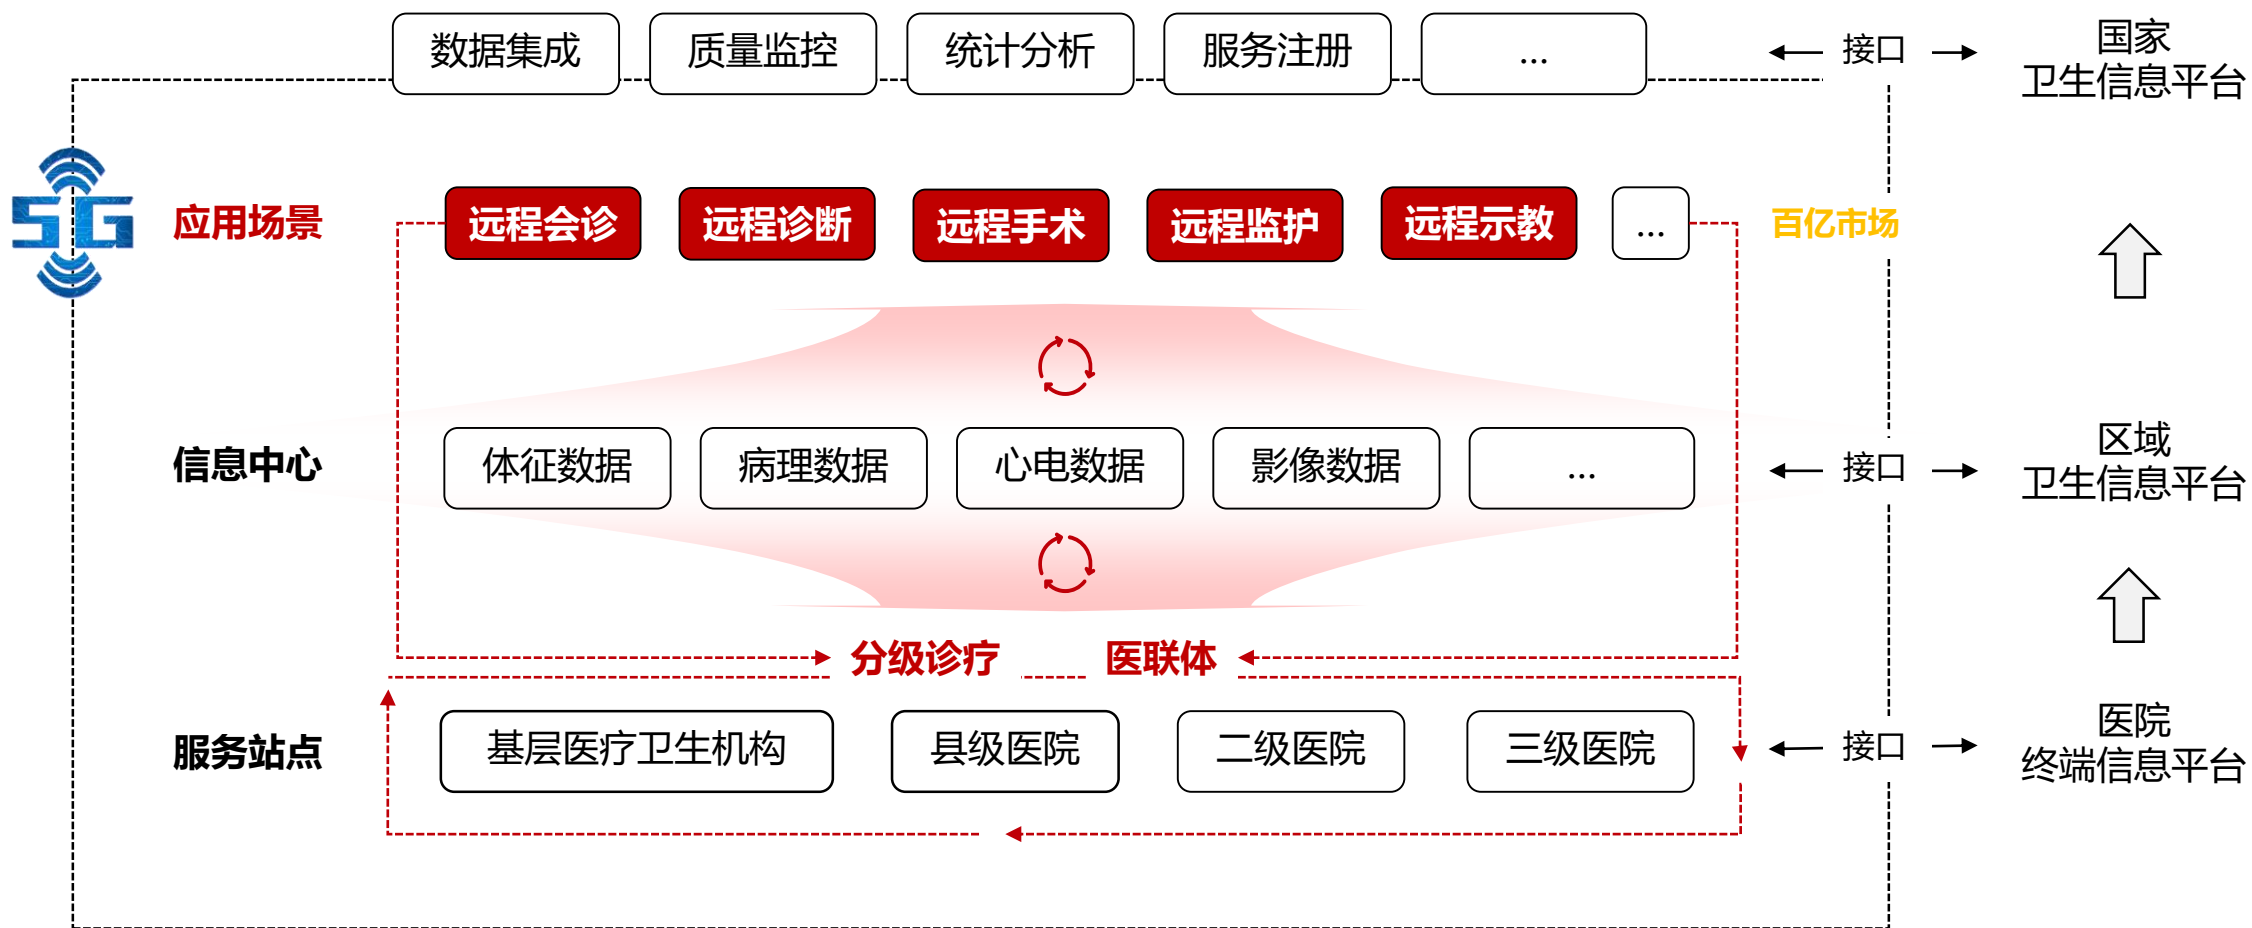 数据集成
质量监控
统计分析
服务注册
...
接口
国家
卫生信息平台
5G
应用场景
远程会诊
远程诊断
远程手术
远程监护
远程示教
...
百亿市场
信息中心
体征数据
病理数据
心电数据
影像数据
...
接口
区域
卫生信息平台
分级诊疗
医联体
服务站点
基层医疗卫生机构
县级医院
二级医院
三级医院
接口
医院
终端信息平台